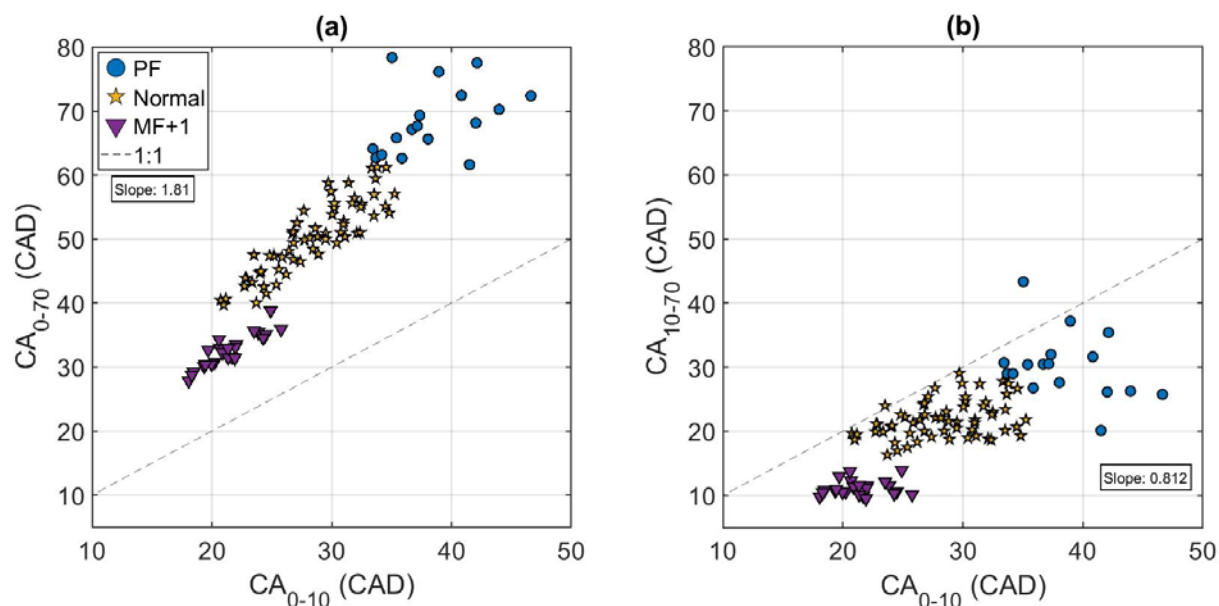 (a)
80
70
60
50
40
30
20
10
CA0-70 (CAD)
PF
Normal
MF+1
1:1
Slope: 1.81
10 20 30 40 50
CA0-10 (CAD)
(b)
80
70
60
50
40
30
20
10
CA10-70 (CAD)
Slope: 0.812
10 20 30 40 50
CA0-10 (CAD)